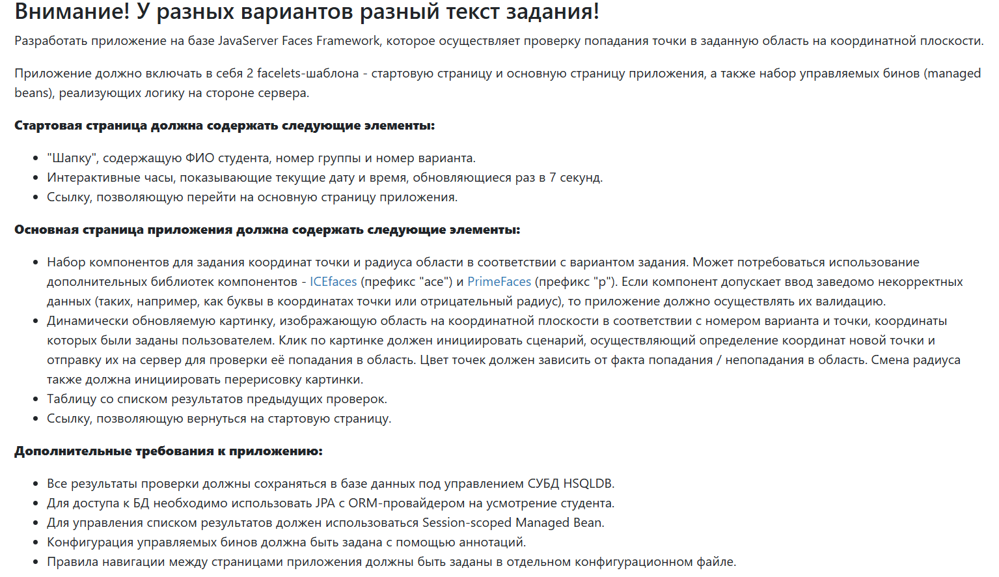 Внимание! У разных вариантов разный текст задания!
Разработать приложение на базе JavaServer Faces Framework, которое осуществляет проверку попадания точки в заданную область на координатной плоскости.
Приложение должно включать в себя 2 facelets-шаблона - стартовую страницу и основную страницу приложения, а также набор управляемых бинов (managed
beans), реализующих логику на стороне сервера.
Стартовая страница должна содержать следующие элементы:
• "Шапку", содержащую ФИО студента, номер группы и номер варианта.
• Интерактивные часы, показывающие текущие дату и время, обновляющиеся раз в 7 секунд.
• Ссылку, позволяющую перейти на основную страницу приложения.
Основная страница приложения должна содержать следующие элементы:
• Набор компонентов для задания координат точки и радиуса области в соответствии с вариантом задания. Может потребоваться использование
дополнительных библиотек компонентов - ICEfaces (префикс "ace") и PrimeFaces (префикс "p"). Если компонент допускает ввод заведомо некорректных
данных (таких, например, как буквы в координатах точки или отрицательный радиус), то приложение должно осуществлять их валидацию.
• Динамически обновляемую картинку, изображающую область на координатной плоскости в соответствии с номером варианта и точки, координаты
которых были заданы пользователем. Клик по картинке должен инициировать сценарий, осуществляющий определение координат новой точки и
отправку их на сервер для проверки её попадания в область. Цвет точек должен зависить от факта попадания / непопадания в область. Смена радиуса
также должна инициировать перерисовку картинки.
• Таблицу со списком результатов предыдущих проверок.
• Ссылку, позволяющую вернуться на стартовую страницу.
Дополнительные требования к приложению:
• Все результаты проверки должны сохраняться в базе данных под управлением СУБД HSQLDB.
• Для доступа к БД необходимо использовать JPA с ORM-провайдером на усмотрение студента.
• Для управления списком результатов должен использоваться Session-scoped Managed Bean.
• Конфигурация управляемых бинов должна быть задана с помощью аннотаций.
• Правила навигации между страницами приложения должны быть заданы в отдельном конфигурационном файле.